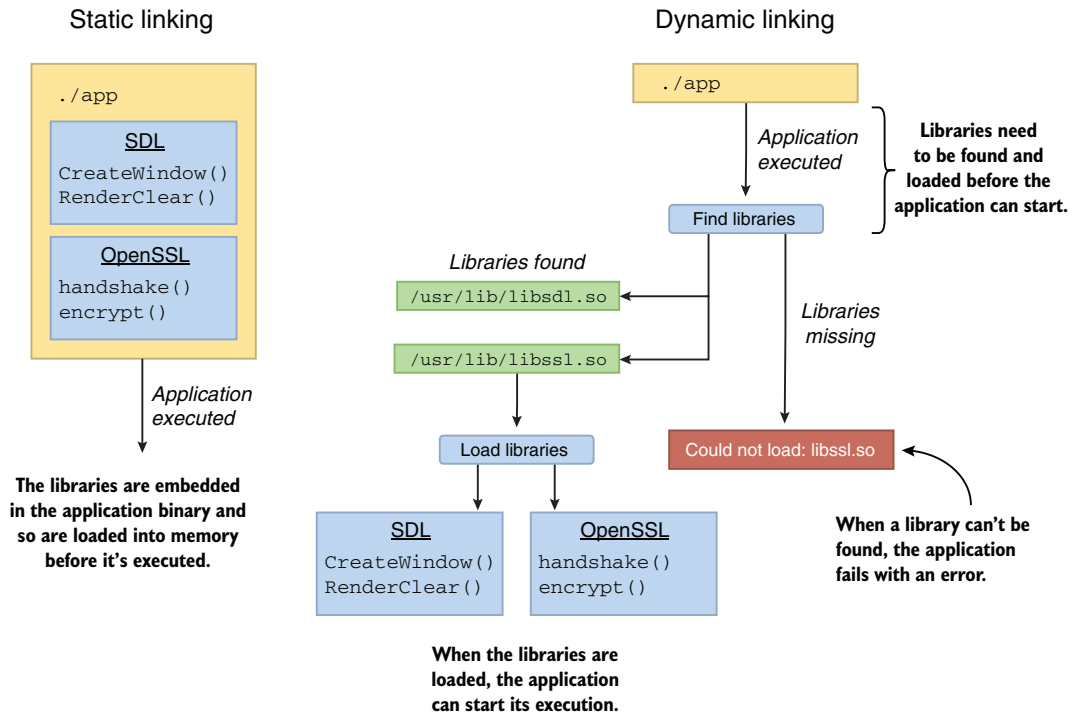 Static linking
./app
SDL
CreateWindow()
RenderClear()
OpenSSL
handshake()
encrypt()
Application
executed
The libraries are embedded
in the application binary and
so are loaded into memory
before it's executed.
Dynamic linking
./app
Application
executed
Libraries need
to be found and
loaded before the
application can start.
Find libraries
Libraries found
/usr/lib/libsdl.so
/usr/lib/libssl.so
Libraries
missing
Load libraries
Could not load: libssl.so
When a library can't be
found, the application
fails with an error.
SDL
CreateWindow()
RenderClear()
OpenSSL
handshake()
encrypt()
When the libraries are
loaded, the application
can start its execution.